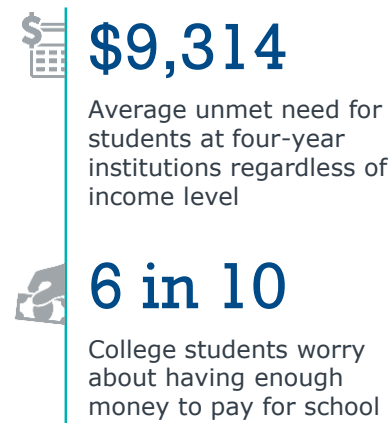 $9,314
Average unmet need for
students at four-year
institutions regardless of
income level
6 in 10
College students worry
about having enough
money to pay for school